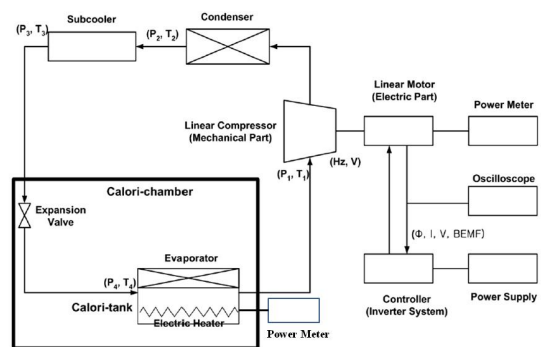 Subcooler
Condenser
(P3, T3)
(P2, T2)
Linear Motor
(Electric Part)
Power Meter
Linear Compressor
(Mechanical Part)
(Hz, V)
(P1, T1)
Oscilloscope
Calori-chamber
Expansion
Valve
(Φ, I, V, BEMF)
Evaporator
(P4, T4)
Calori-tank
Electric Heater
Power Meter
Controller
(Inverter System)
Power Supply